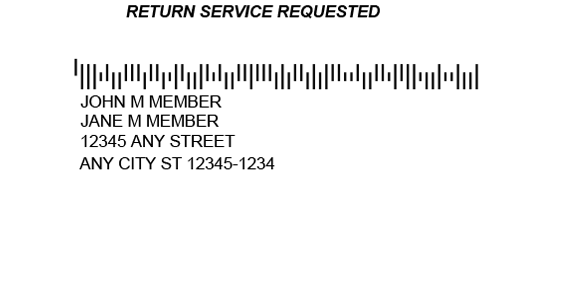 RETURN SERVICE REQUESTED
JOHN M MEMBER
JANE M MEMBER
12345 ANY STREET
ANY CITY ST 12345-1234